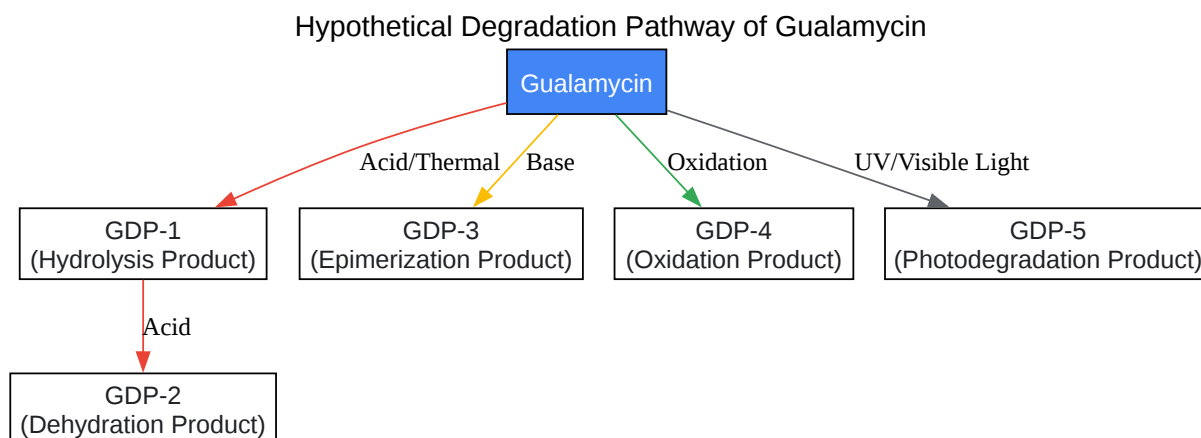 Hypothetical Degradation Pathway of Gualamycin
Gualamycin
Acid/Thermal
Base
Oxidation
UV/Visible Light
GDP-1
(Hydrolysis Product)
GDP-3
(Epimerization Product)
GDP-4
(Oxidation Product)
GDP-5
(Photodegradation Product)
Acid
GDP-2
(Dehydration Product)